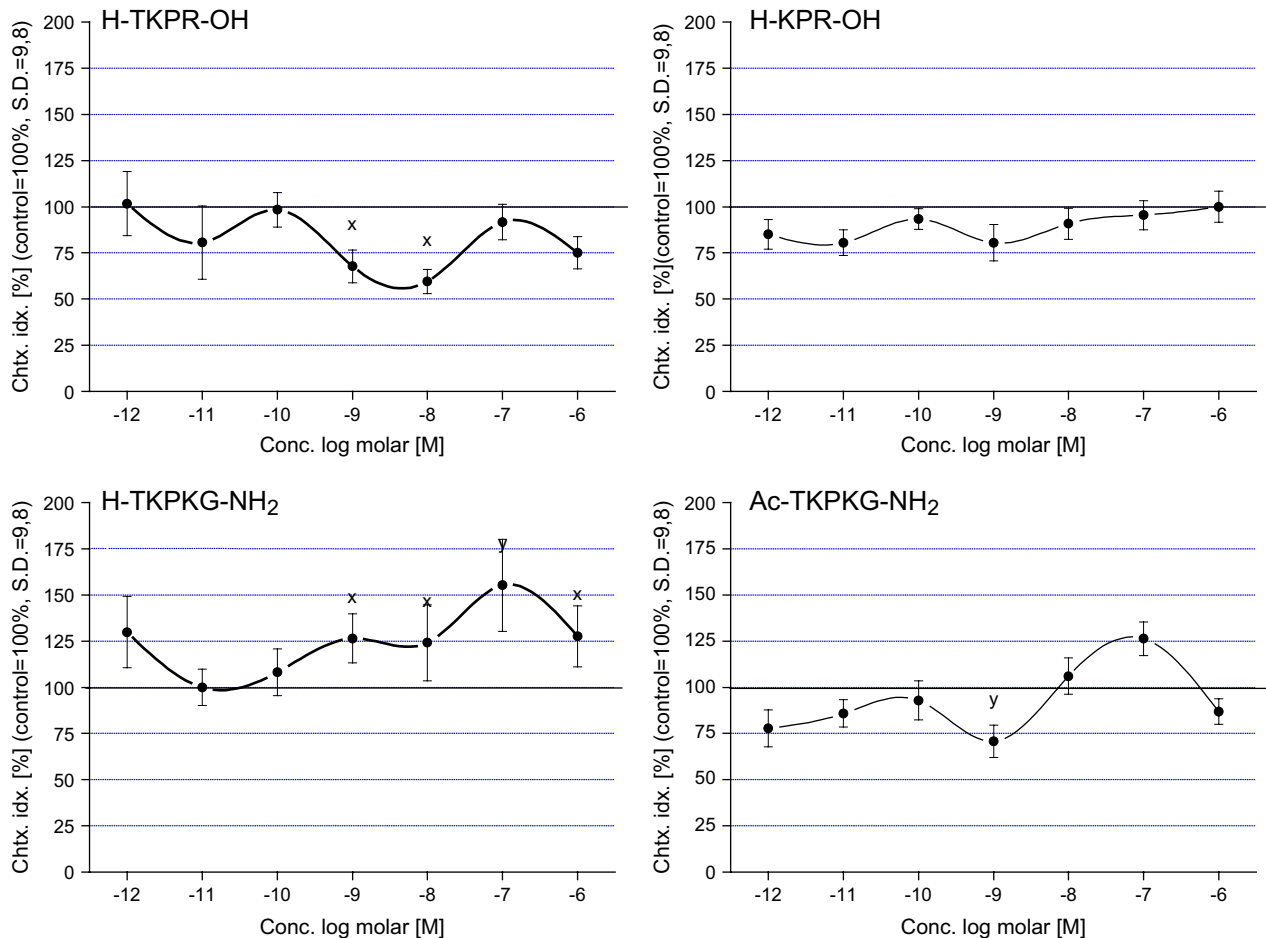 H-TKPR-OH
Chtx. idx. [%] (control=100%, S.D.=9,8)
200
175
150
125
100
75
50
25
0
x
x
-12 -11 -10 -9 -8 -7 -6
Conc. log molar [M]
H-KPR-OH
Chtx. idx. [%](control=100%, S.D.=9,8)
200
175
150
125
100
75
50
25
0
-12 -11 -10 -9 -8 -7 -6
Conc. log molar [M]
H-TKPKG-NH2
Chtx. idx. [%] (control=100%, S.D.=9,8)
200
175
150
125
100
75
50
25
0
y
x
x
x
-12 -11 -10 -9 -8 -7 -6
Conc. log molar [M]
Ac-TKPKG-NH2
Chtx. idx. [%] (control=100%, S.D.=9,8)
200
175
150
125
100
75
50
25
0
y
-12 -11 -10 -9 -8 -7 -6
Conc. log molar [M]